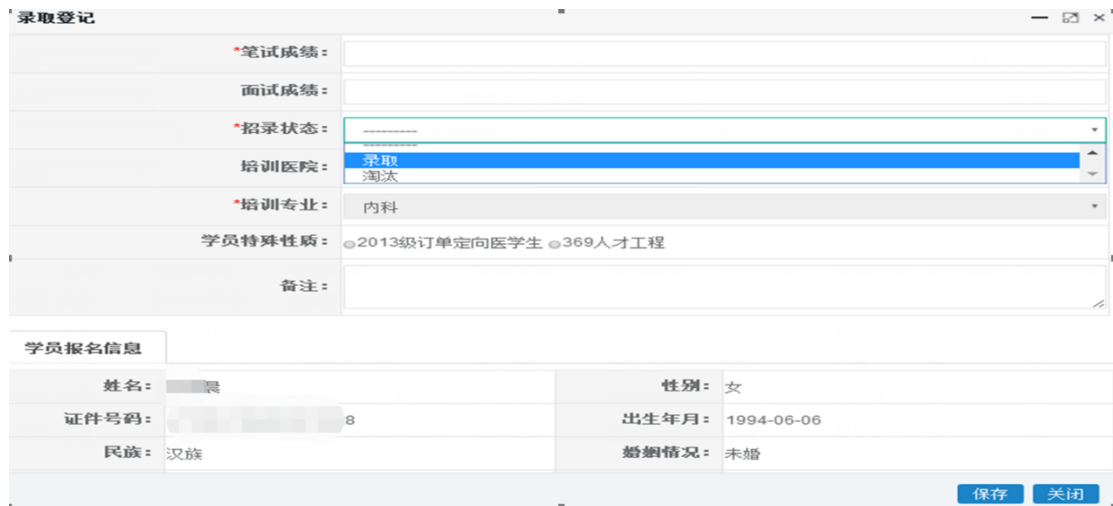 录取登记
*笔试成绩：
面试成绩：
*招录状态： ---------
---------
培训医院： 录取
淘汰
*培训专业： 内科
学员特殊性质： 2013级订单定向医学生 369人才工程
备注：
学员报名信息
姓名： 晨 性别： 女
证件号码： 8 出生年月： 1994-06-06
民族： 汉族 婚姻情况： 未婚
保存 关闭